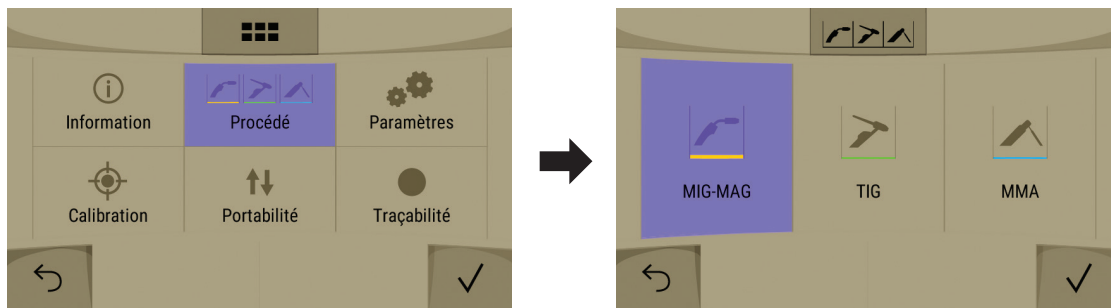 Information
Procédé
Paramètres
Calibration
Portabilité
Traçabilité
MIG-MAG
TIG
MMA